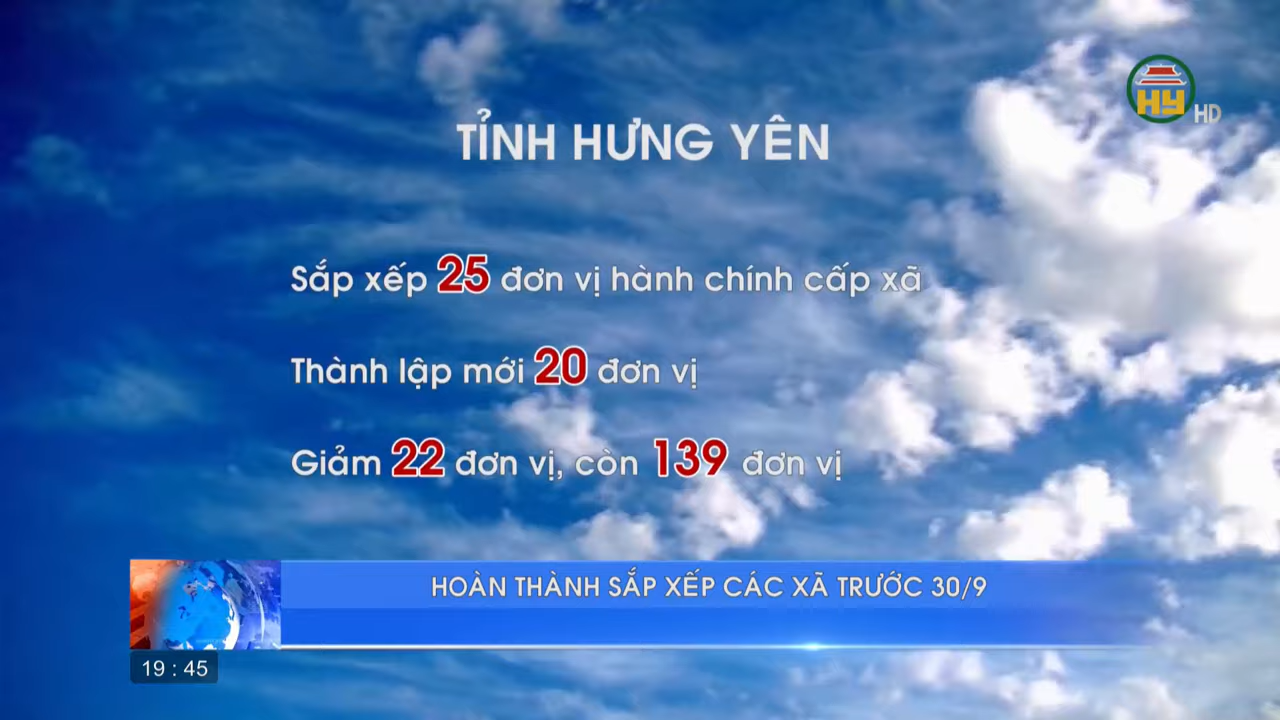 HY HD
TỈNH HƯNG YÊN
Sắp xếp 25 đơn vị hành chính cấp xã
Thành lập mới 20 đơn vị
Giảm 22 đơn vị, còn 139 đơn vị
HOÀN THÀNH SẮP XẾP CÁC XÃ TRƯỚC 30/9
19 : 45